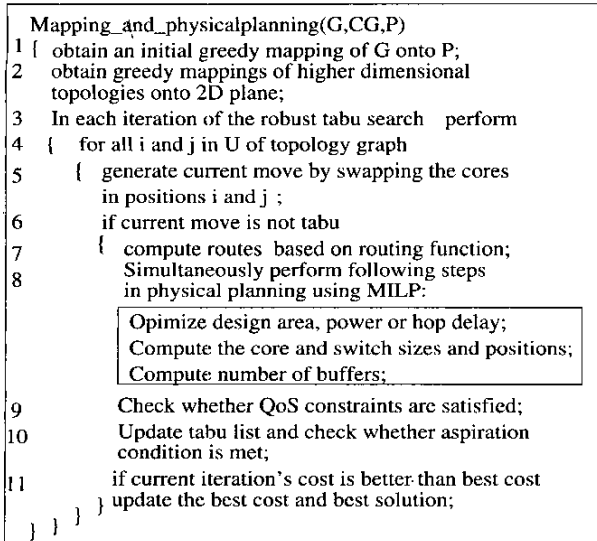 Mapping_and_physicalplanning(G,CG,P)
1 { obtain an initial greedy mapping of G onto P;
2 obtain greedy mappings of higher dimensional
topologies onto 2D plane;
3 In each iteration of the robust tabu search perform
4 { for all i and j in U of topology graph
5 { generate current move by swapping the cores
in positions i and j ;
6 if current move is not tabu
7 { compute routes based on routing function;
8 Simultaneously perform following steps
in physical planning using MILP:
Opimize design area, power or hop delay;
Compute the core and switch sizes and positions;
Compute number of buffers;
9 Check whether QoS constraints are satisfied;
10 Update tabu list and check whether aspiration
condition is met;
11 if current iteration's cost is better than best cost
} update the best cost and best solution;
} } }